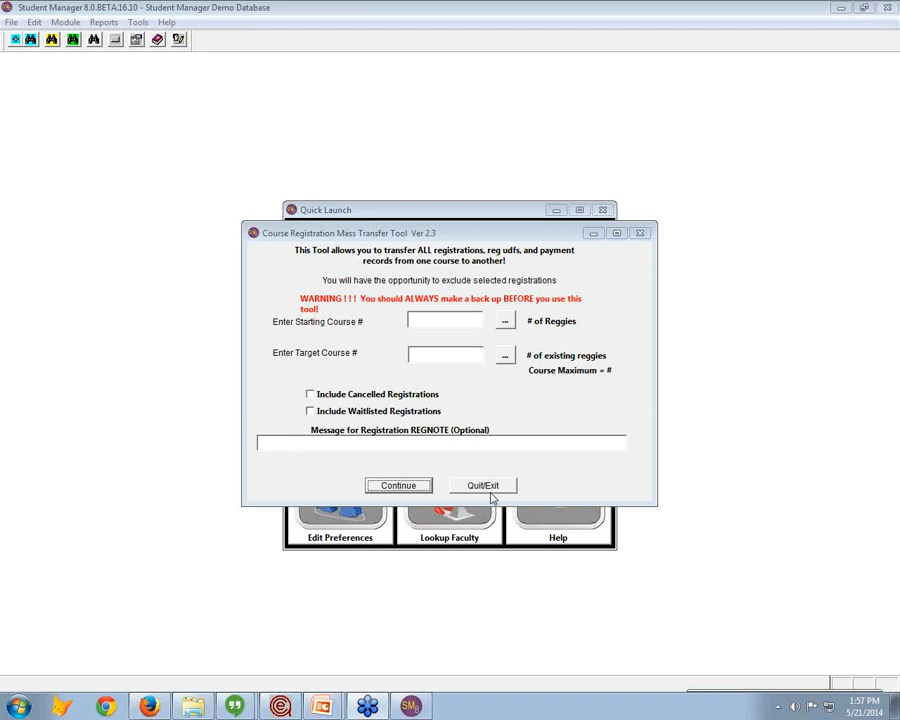 Student Manager 8.0.BETA.16.10 - Student Manager Demo Database
File Edit Module Reports Tools Help
Quick Launch
Course Registration Mass Transfer Tool Ver 2.3
This Tool allows you to transfer ALL registrations, reg udfs, and payment
records from one course to another!
You will have the opportunity to exclude selected registrations
WARNING ! ! ! You should ALWAYS make a back up BEFORE you use this
tool!
Enter Starting Course # ... # of Reggies
Enter Target Course # ... # of existing reggies
Course Maximum = #
Include Cancelled Registrations
Include Waitlisted Registrations
Message for Registration REGNOTE (Optional)
Continue Quit/Exit
Edit Preferences Lookup Faculty Help
1:57 PM
5/21/2014